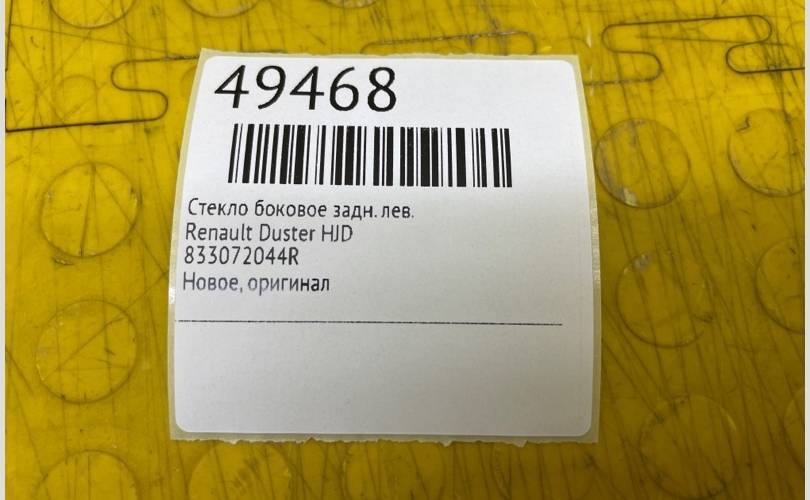 49468
Стекло боковое задн. лев.
Renault Duster HJD
833072044R
Новое, оригинал